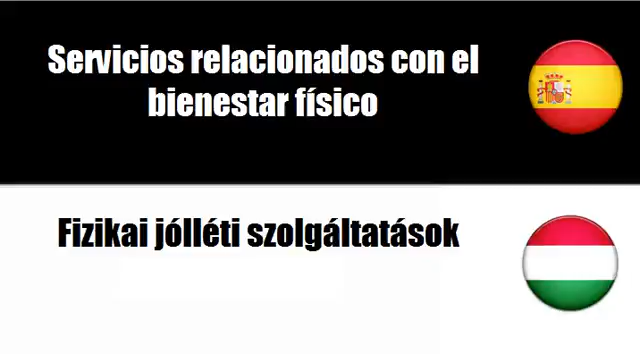 Servicios relacionados con el
bienestar físico
Fizikai jólléti szolgáltatások